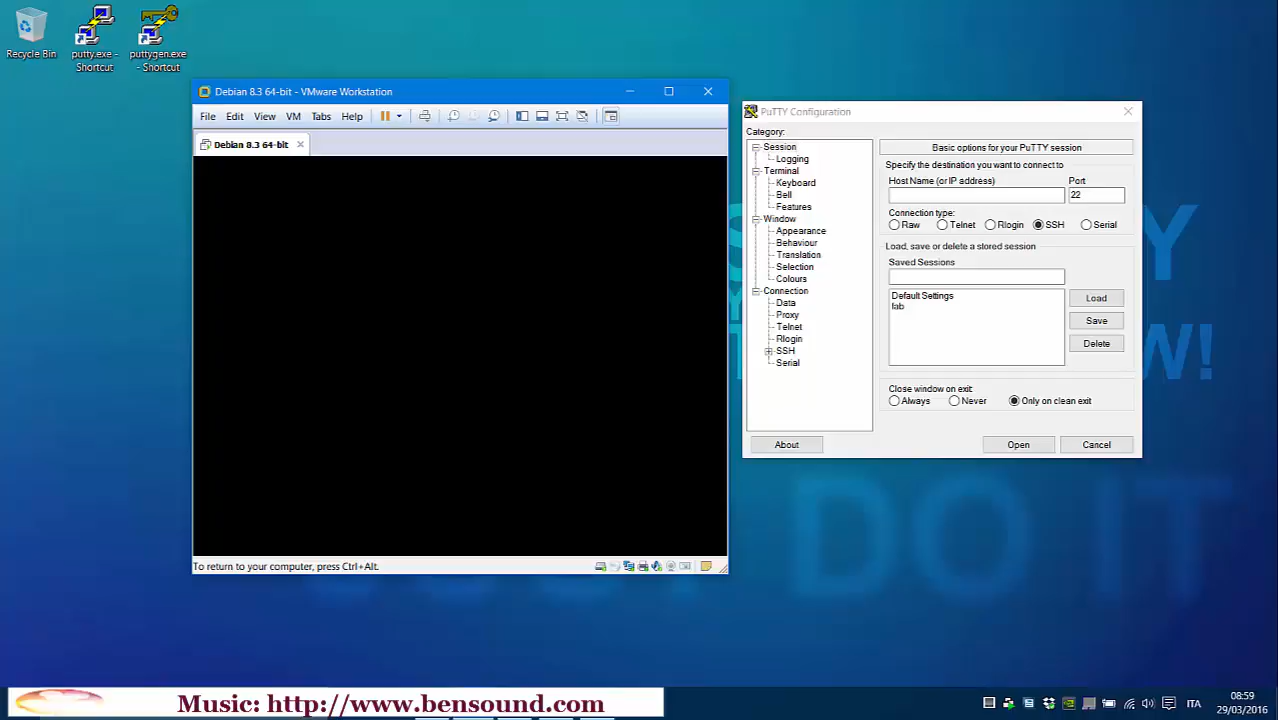 Recycle Bin
putty.exe -
Shortcut
puttygen.exe
- Shortcut
Debian 8.3 64-bit - VMware Workstation
File Edit View VM Tabs Help
Debian 8.3 64-bit
To return to your computer, press Ctrl+Alt.
PuTTY Configuration
Category:
Session
Logging
Terminal
Keyboard
Bell
Features
Window
Appearance
Behaviour
Translation
Selection
Colours
Connection
Data
Proxy
Telnet
Rlogin
SSH
Serial
Basic options for your PuTTY session
Specify the destination you want to connect to
Host Name (or IP address) Port
22
Connection type:
Raw Telnet Rlogin SSH Serial
Load, save or delete a stored session
Saved Sessions
Default Settings
lab
Load
Save
Delete
Close window on exit:
Always Never Only on clean exit
About Open Cancel
DO IT
Music: http://www.bensound.com
ITA
08:59
29/03/2016